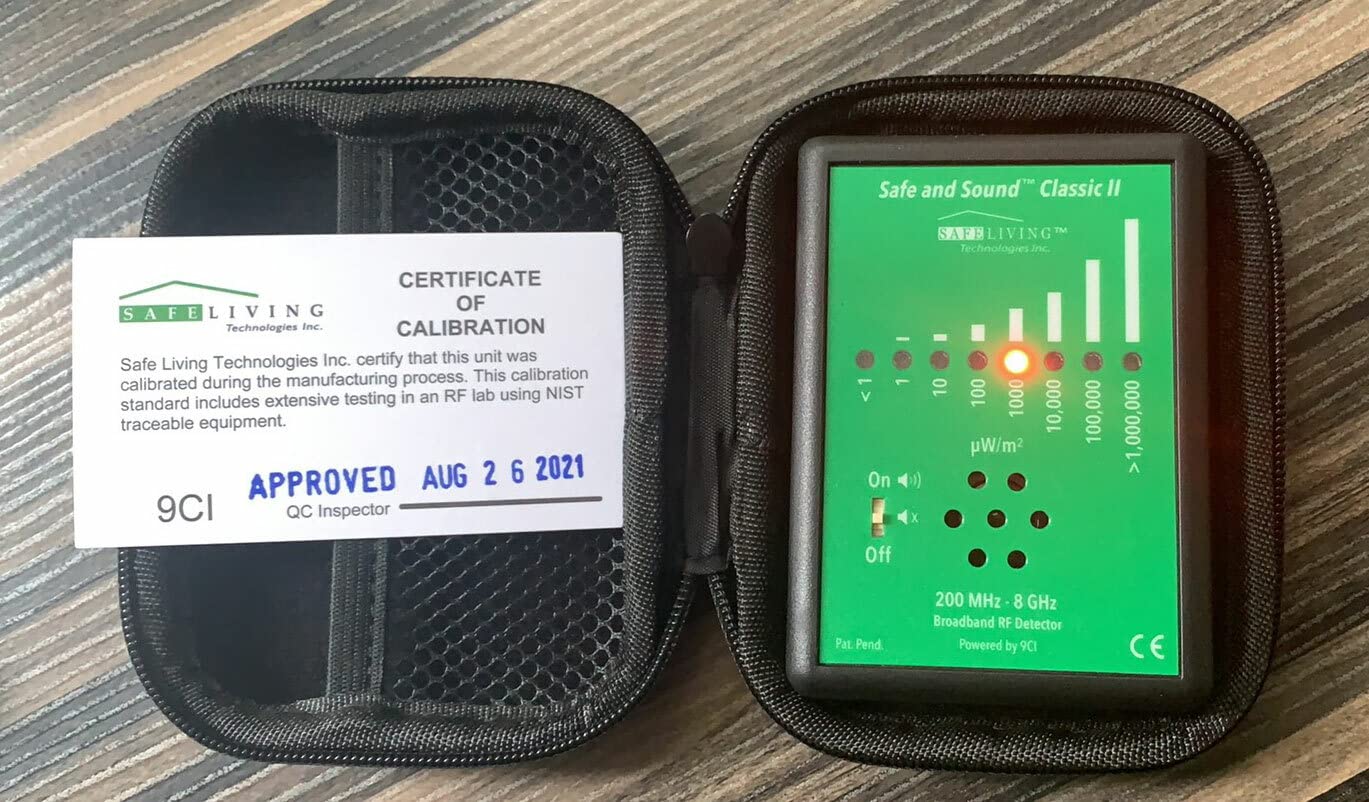 SAFELIVING
Technologies Inc.
CERTIFICATE
OF
CALIBRATION
Safe Living Technologies Inc. certify that this unit was
calibrated during the manufacturing process. This calibration
standard includes extensive testing in an RF lab using NIST
traceable equipment.
9CI
APPROVED AUG 2 6 2021
QC Inspector
Safe and Sound™ Classic II
SAFELIVING™
Technologies Inc.
< 1
1
10
100
1000
10,000
100,000
> 1,000,000
µW/m²
On
Off
200 MHz - 8 GHz
Broadband RF Detector
Pat. Pend.
Powered by 9CI
CE